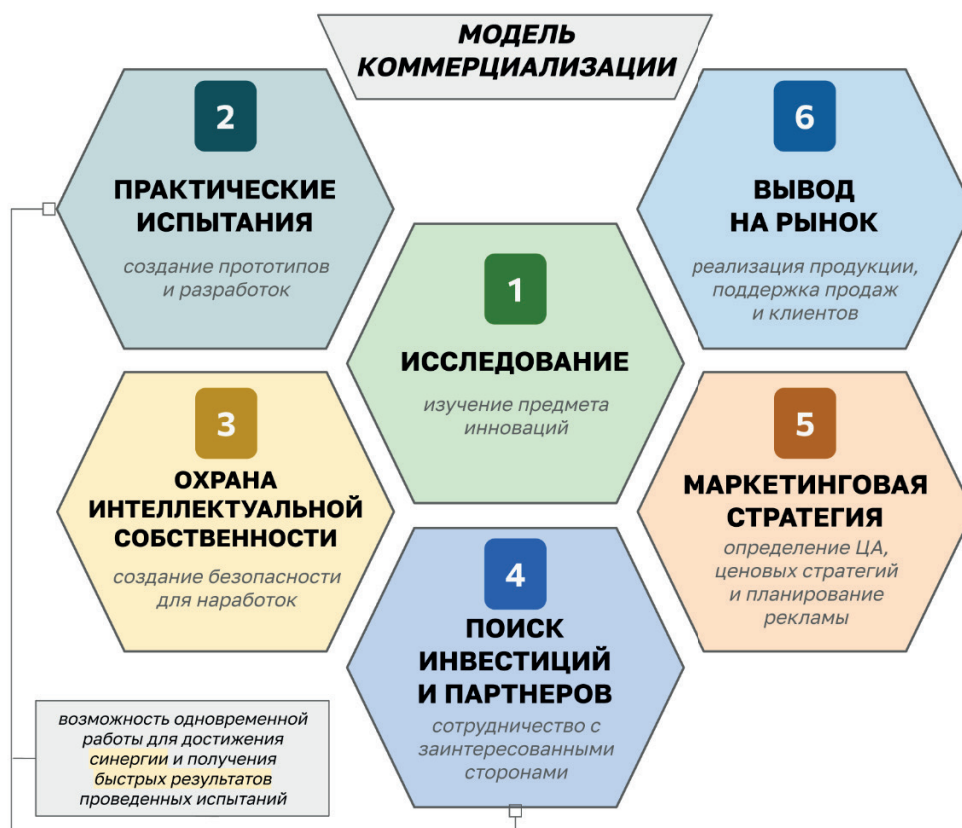 МОДЕЛЬ
КОММЕРЦИАЛИЗАЦИИ
2
ПРАКТИЧЕСКИЕ
ИСПЫТАНИЯ
создание прототипов
и разработок
6
ВЫВОД
НА РЫНОК
реализация продукции,
поддержка продаж
и клиентов
1
ИССЛЕДОВАНИЕ
изучение предмета
инноваций
3
ОХРАНА
ИНТЕЛЛЕКТУАЛЬНОЙ
СОБСТВЕННОСТИ
создание безопасности
для наработок
5
МАРКЕТИНГОВАЯ
СТРАТЕГИЯ
определение ЦА,
ценовых стратегий
и планирование
рекламы
4
ПОИСК
ИНВЕСТИЦИЙ
И ПАРТНЕРОВ
сотрудничество с
заинтересованными
сторонами
возможность одновременной
работы для достижения
синергии и получения
быстрых результатов
проведенных испытаний